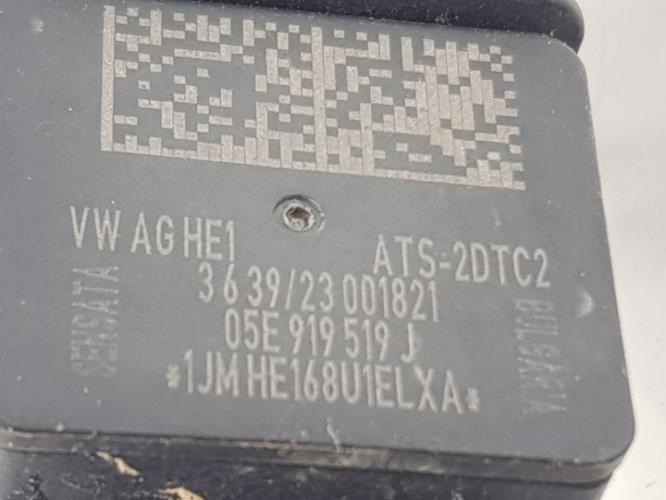 VW AG HE1 ATS-2DTC2
3 6 39/23 001821
05E 919 519 J
*1JM HE168U1ELXA*
SENSATA
BULGARIA